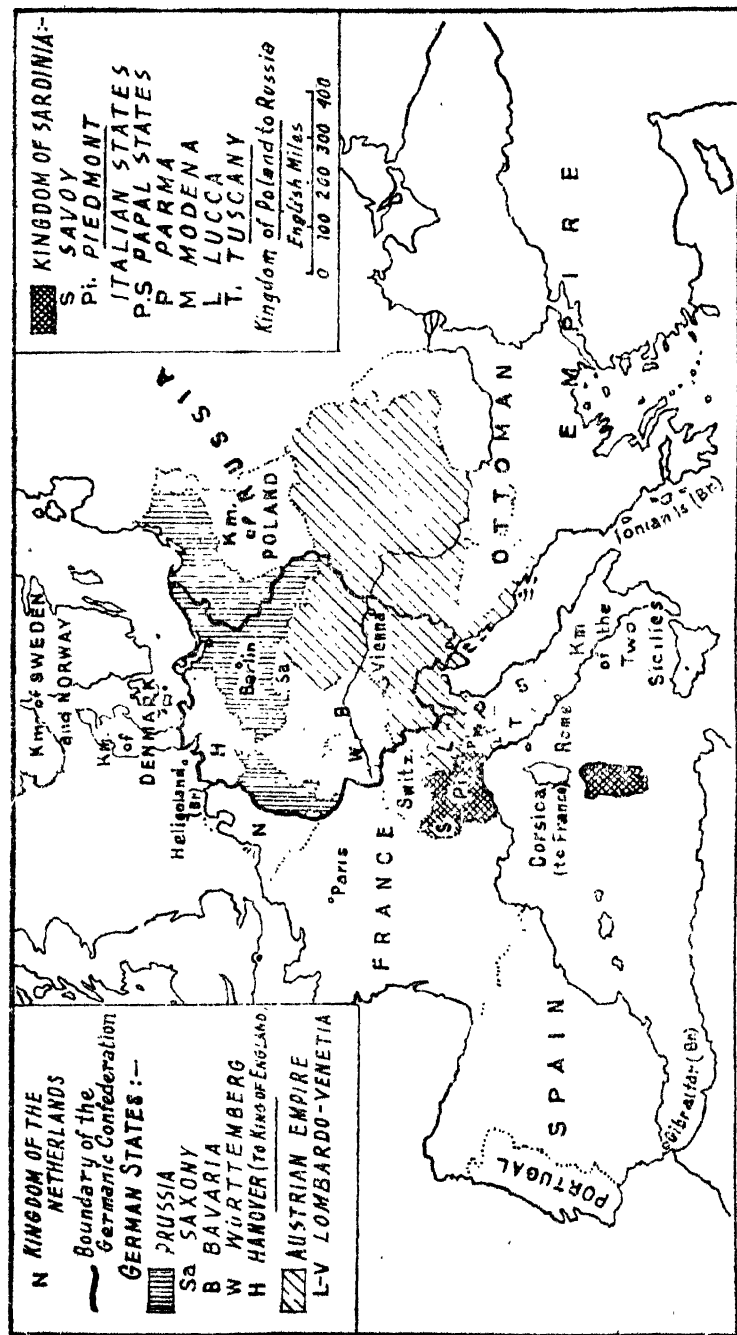 N KINGDOM OF THE
NETHERLANDS
Boundary of the
Germanic Confederation
GERMAN STATES:-
PRUSSIA
Sa SAXONY
B BAVARIA
W WÜRTTEMBERG
H HANOVER (TO KING OF ENGLAND)
AUSTRIAN EMPIRE
L-V LOMBARDO-VENETIA
KINGDOM OF SARDINIA:-
S SAVOY
Pi. PIEDMONT
ITALIAN STATES
P.S PAPAL STATES
P PARMA
M MODENA
L LUCCA
T. TUSCANY
Kingdom of Poland to Russia
English Miles
0 100 200 300 400
Km. of SWEDEN
and NORWAY
Km
of
DENMARK
Heligoland
(Br)
RUSSIA
Km.
of
POLAND
N
H
Berlin
Sa
Paris
W
B
Vienna
FRANCE
Switz.
S
Pi
L
P
M
T
S
Corsica
(to France)
Rome
Km
of the
Two
Sicilies
OTTOMAN
EMPIRE
Ionian Is (Br.)
SPAIN
PORTUGAL
Gibraltar (Br)